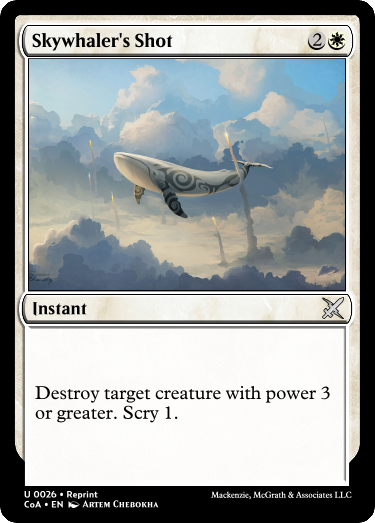 Skywhaler's Shot 2
Instant
Destroy target creature with power 3
or greater. Scry 1.
U 0026 • Reprint
CoA • EN Artem Chebokha
Mackenzie, McGrath & Associates LLC